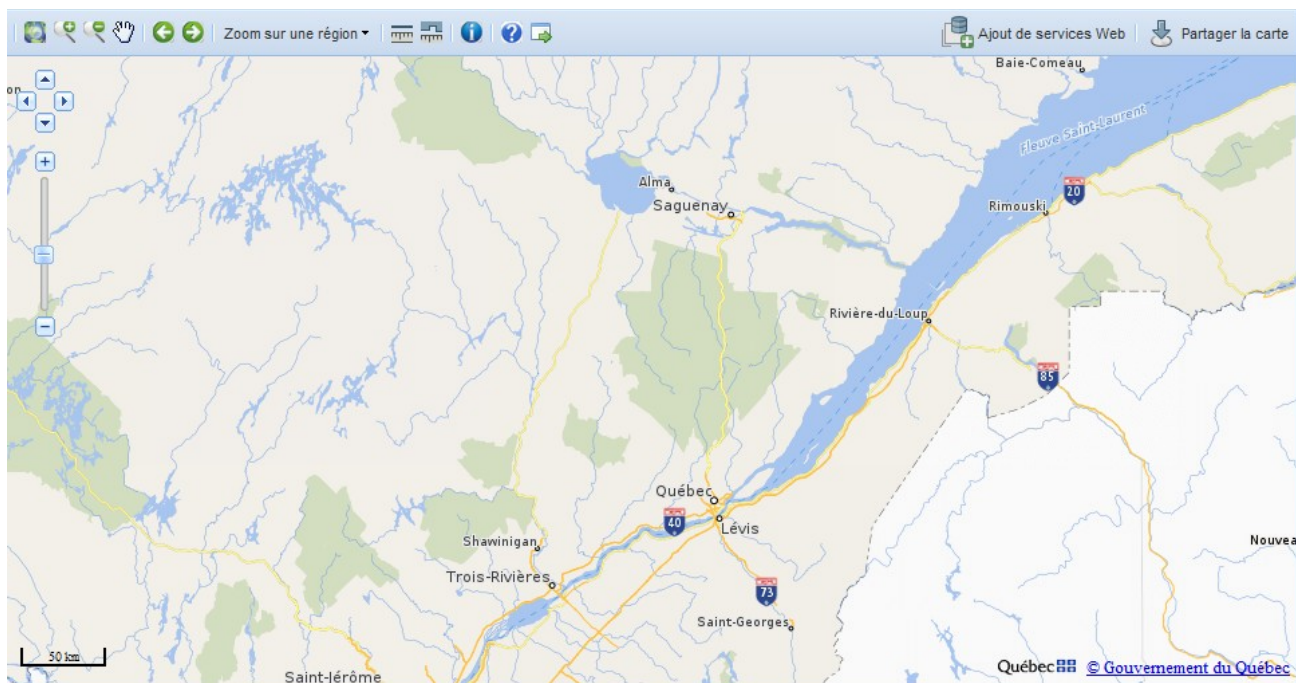 Zoom sur une région
Ajout de services Web
Partager la carte
Baie-Comeau
on
Fleuve Saint-Laurent
Alma
20
Saguenay
Rimouski
Rivière-du-Loup
85
Québec
40
Lévis
Shawinigan
Nouvea
Trois-Rivières
73
Saint-Georges
50 km
Saint-Jérôme
Québec © Gouvernement du Québec